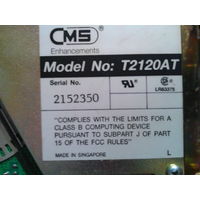 CMS
Enhancements
Model No: T2120AT
Serial No.
2152350
LR63375
"COMPLIES WITH THE LIMITS FOR A
CLASS B COMPUTING DEVICE
PURSUANT TO SUBPART J OF PART
15 OF THE FCC RULES"
MADE IN SINGAPORE L